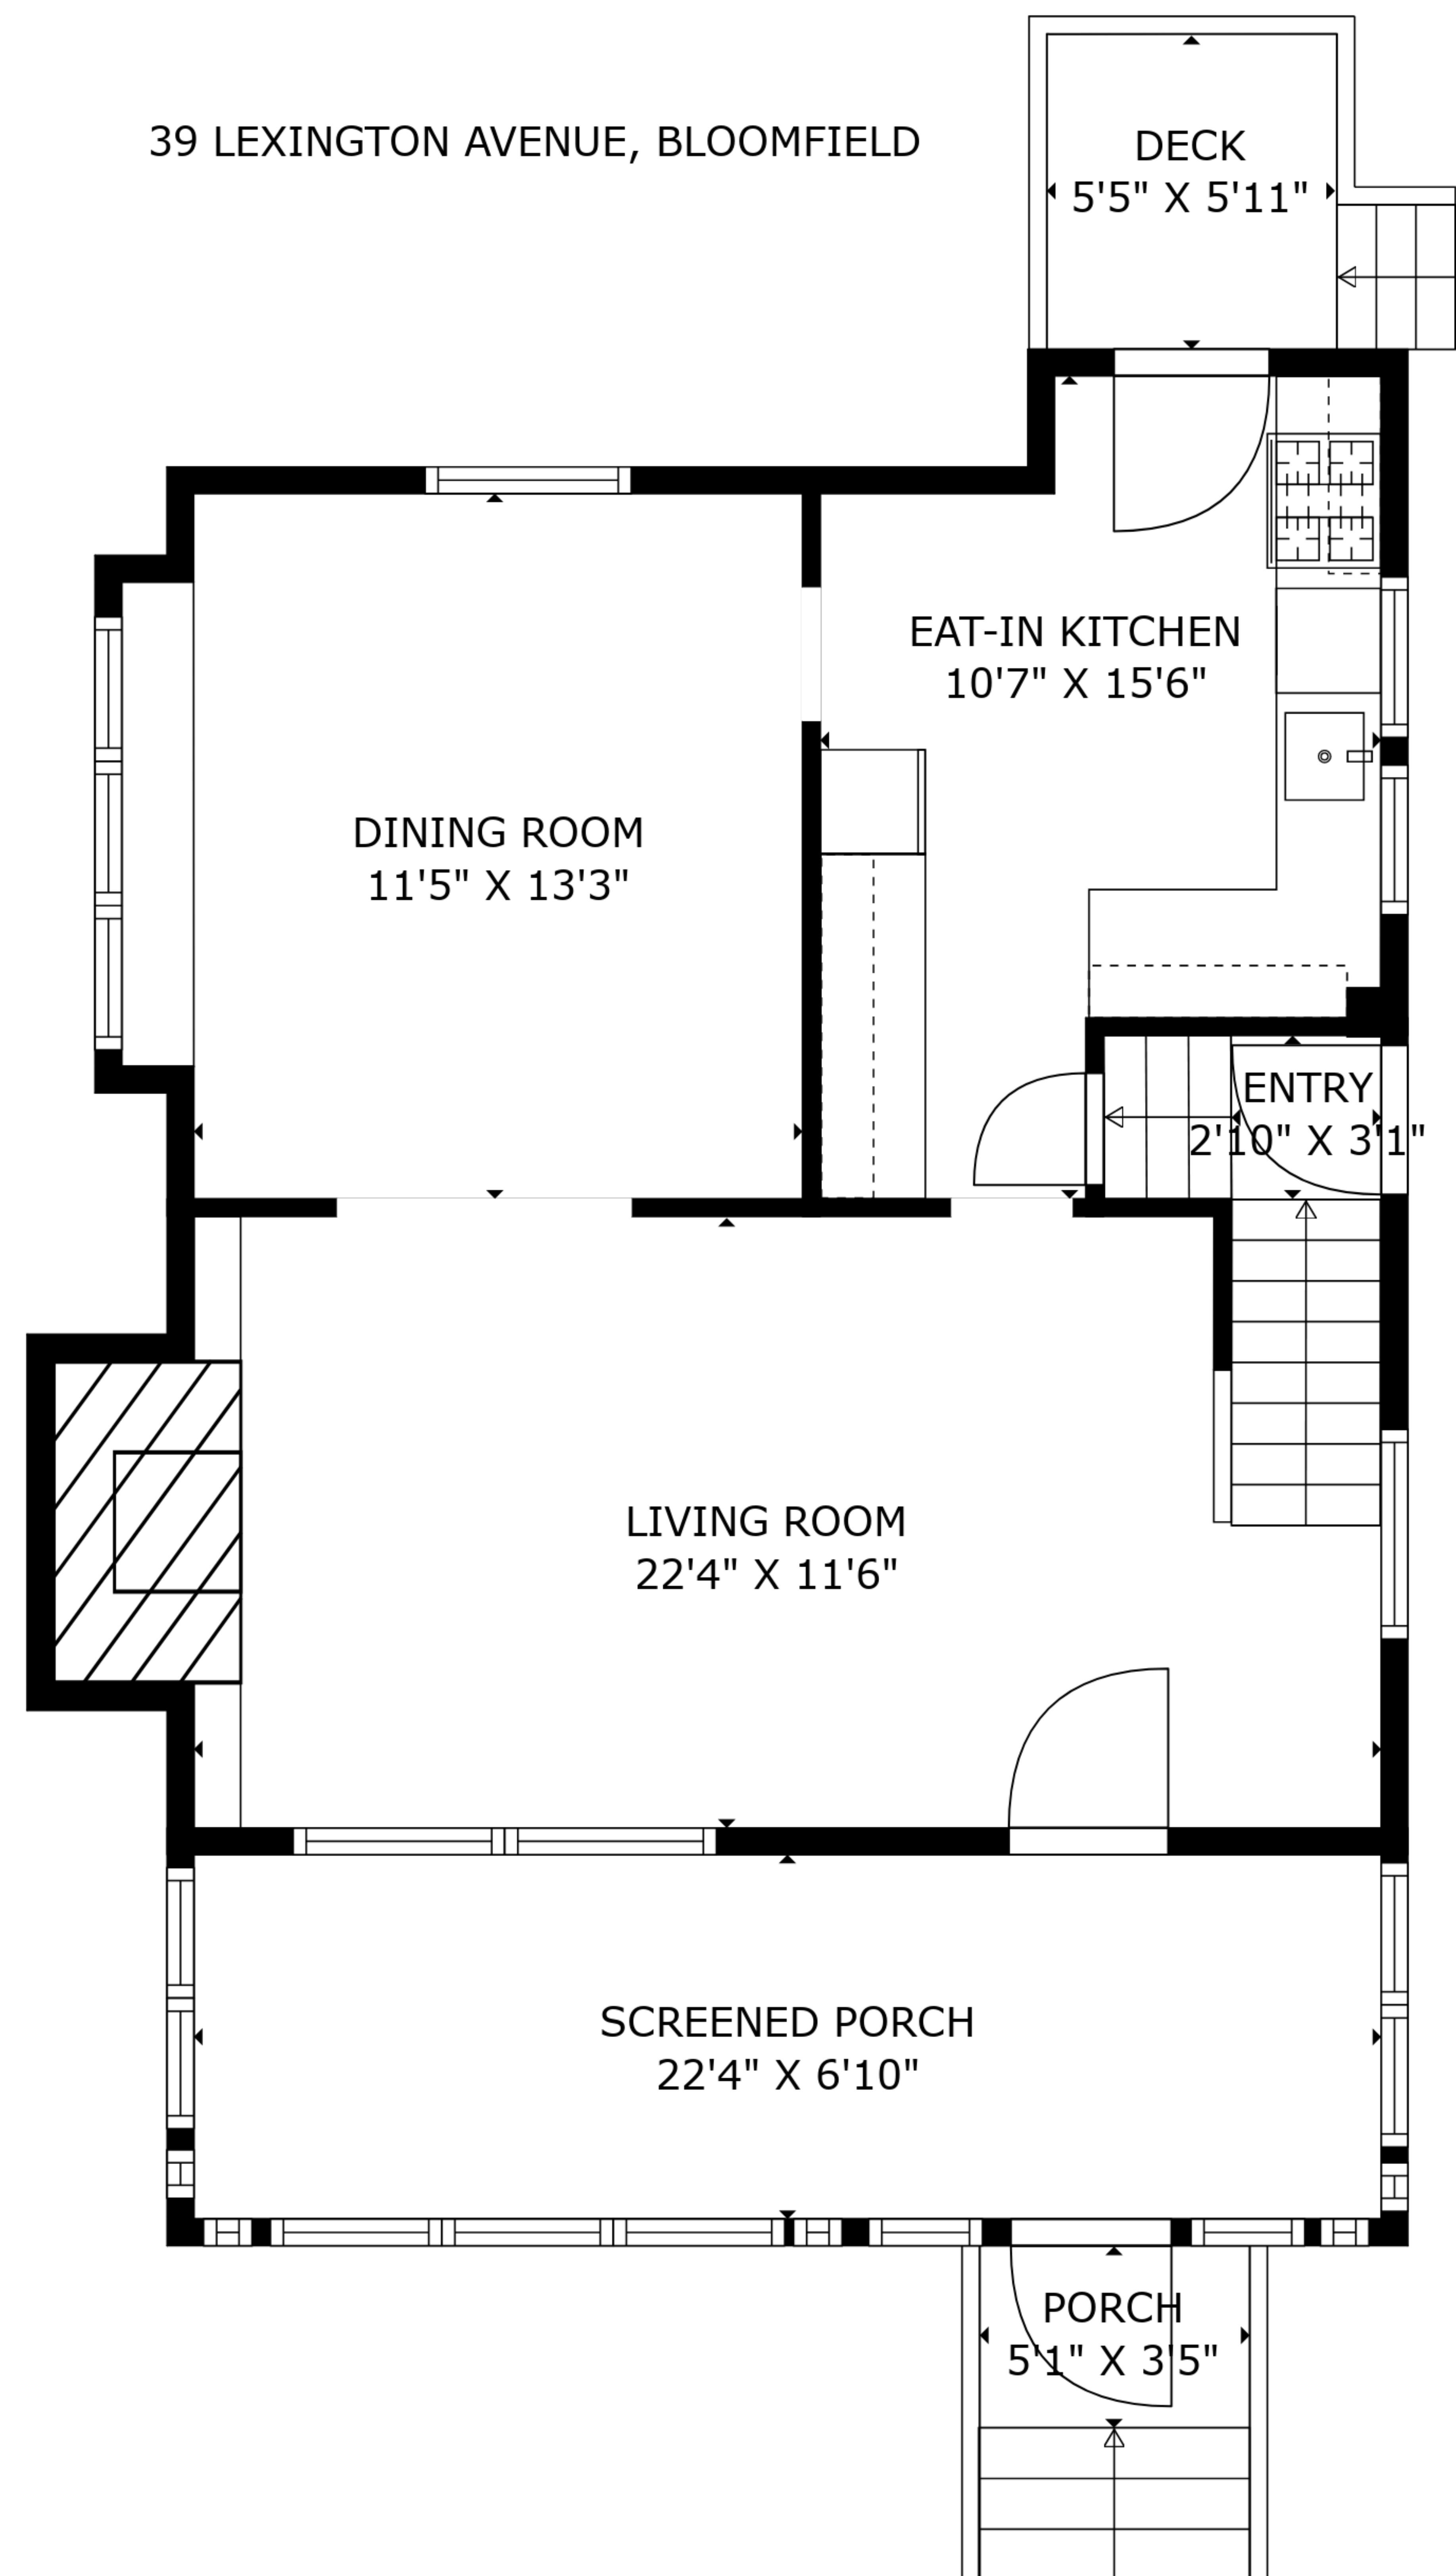 39 LEXINGTON AVENUE, BLOOMFIELD
DECK
5'5" X 5'11"
EAT-IN KITCHEN
10'7" X 15'6"
DINING ROOM
11'5" X 13'3"
ENTRY
2'10" X 3'1"
LIVING ROOM
22'4" X 11'6"
SCREENED PORCH
22'4" X 6'10"
PORCH
5'1" X 3'5"